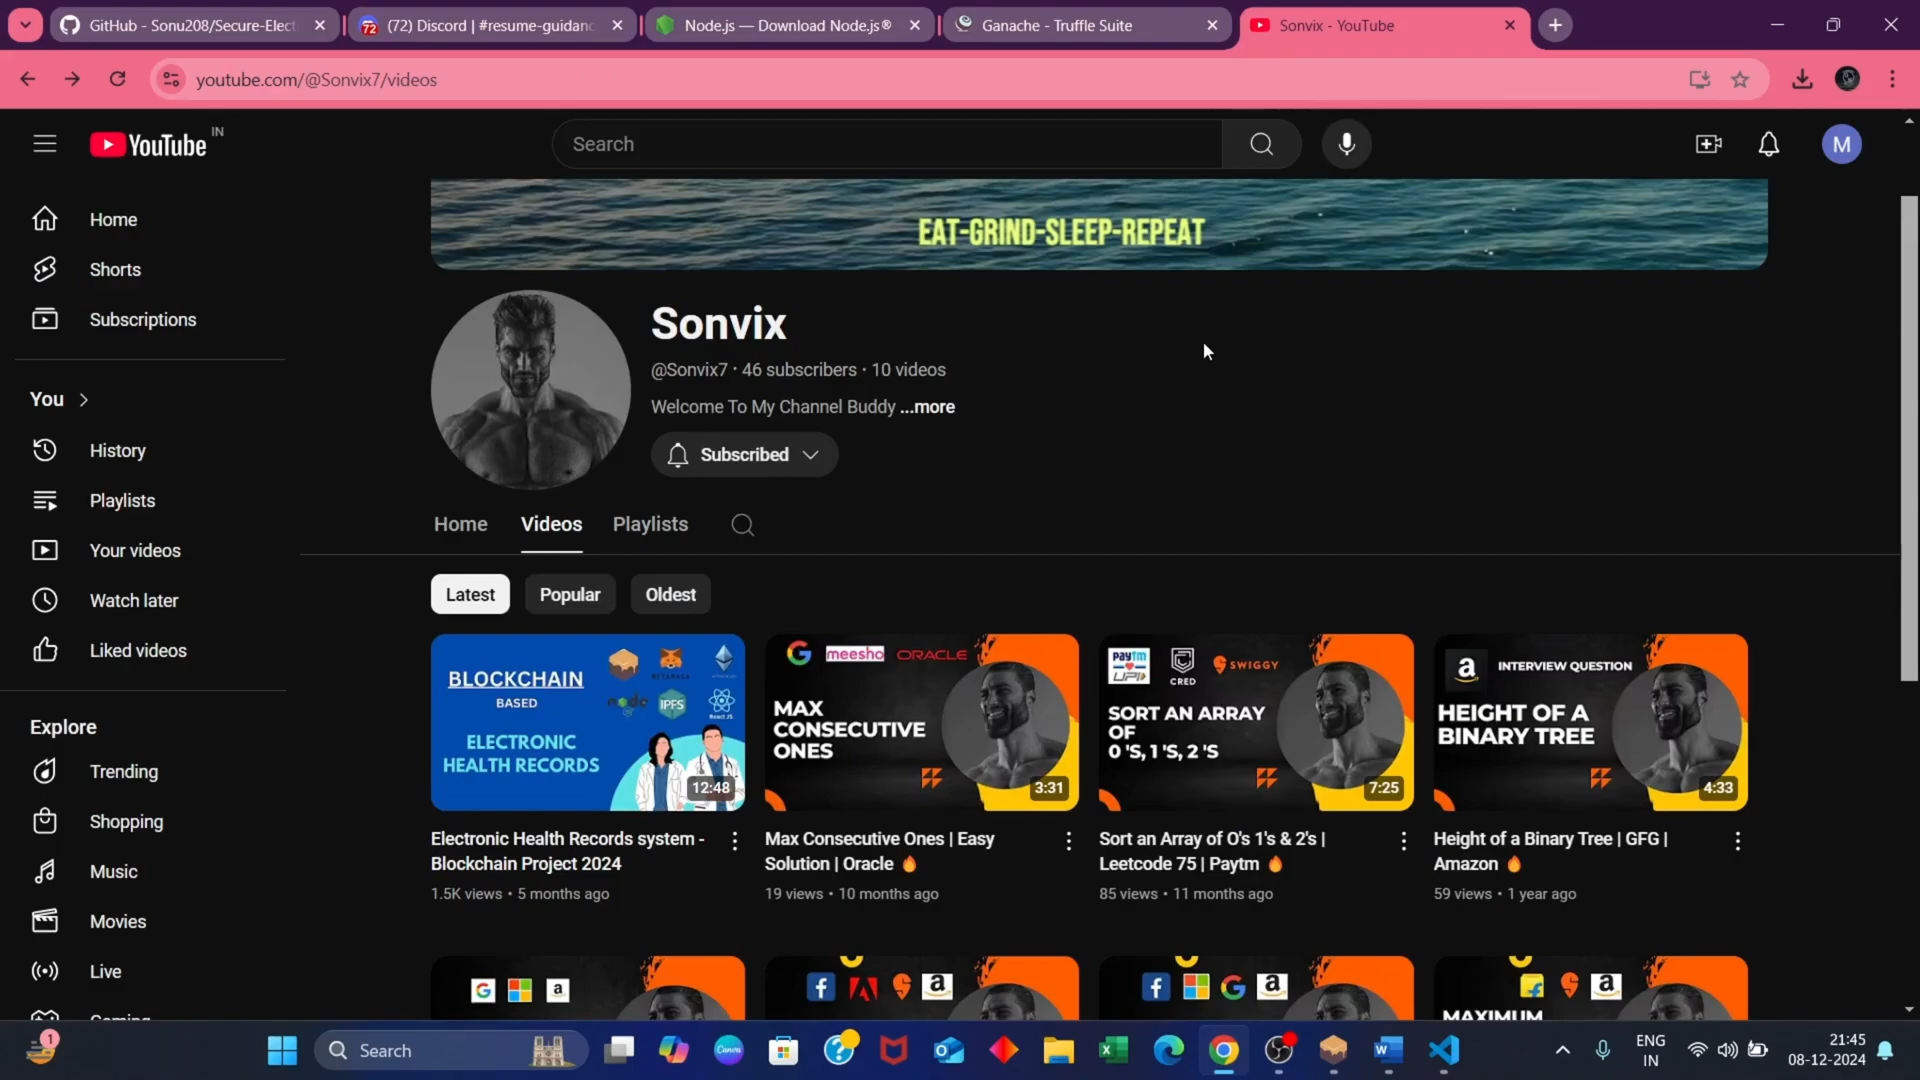 GitHub - Sonu208/Secure-Elect
(72) Discord | #resume-guidanc
Node.js — Download Node.js®
Ganache - Truffle Suite
Sonvix - YouTube
youtube.com/@Sonvix7/videos
YouTube IN
Search
M
Home
Shorts
Subscriptions
You
History
Playlists
Your videos
Watch later
Liked videos
Explore
Trending
Shopping
Music
Movies
Live
EAT-GRIND-SLEEP-REPEAT
Sonvix
@Sonvix7 · 46 subscribers · 10 videos
Welcome To My Channel Buddy ...more
Subscribed
Home Videos Playlists
Latest Popular Oldest
BLOCKCHAIN
BASED
ELECTRONIC
HEALTH RECORDS
node
IPFS
React JS
12:48
Electronic Health Records system -
Blockchain Project 2024
1.5K views • 5 months ago
G meesho ORACLE
MAX
CONSECUTIVE
ONES
3:31
Max Consecutive Ones | Easy
Solution | Oracle 🔥
19 views • 10 months ago
paytm
UPI
CRED
SWIGGY
SORT AN ARRAY
OF
0 'S, 1 'S, 2 'S
7:25
Sort an Array of O's 1's & 2's |
Leetcode 75 | Paytm 🔥
85 views • 11 months ago
a INTERVIEW QUESTION
HEIGHT OF A
BINARY TREE
4:33
Height of a Binary Tree | GFG |
Amazon 🔥
59 views • 1 year ago
MAXIMUM
1
Search
Canva
ENG
IN
21:45
08-12-2024